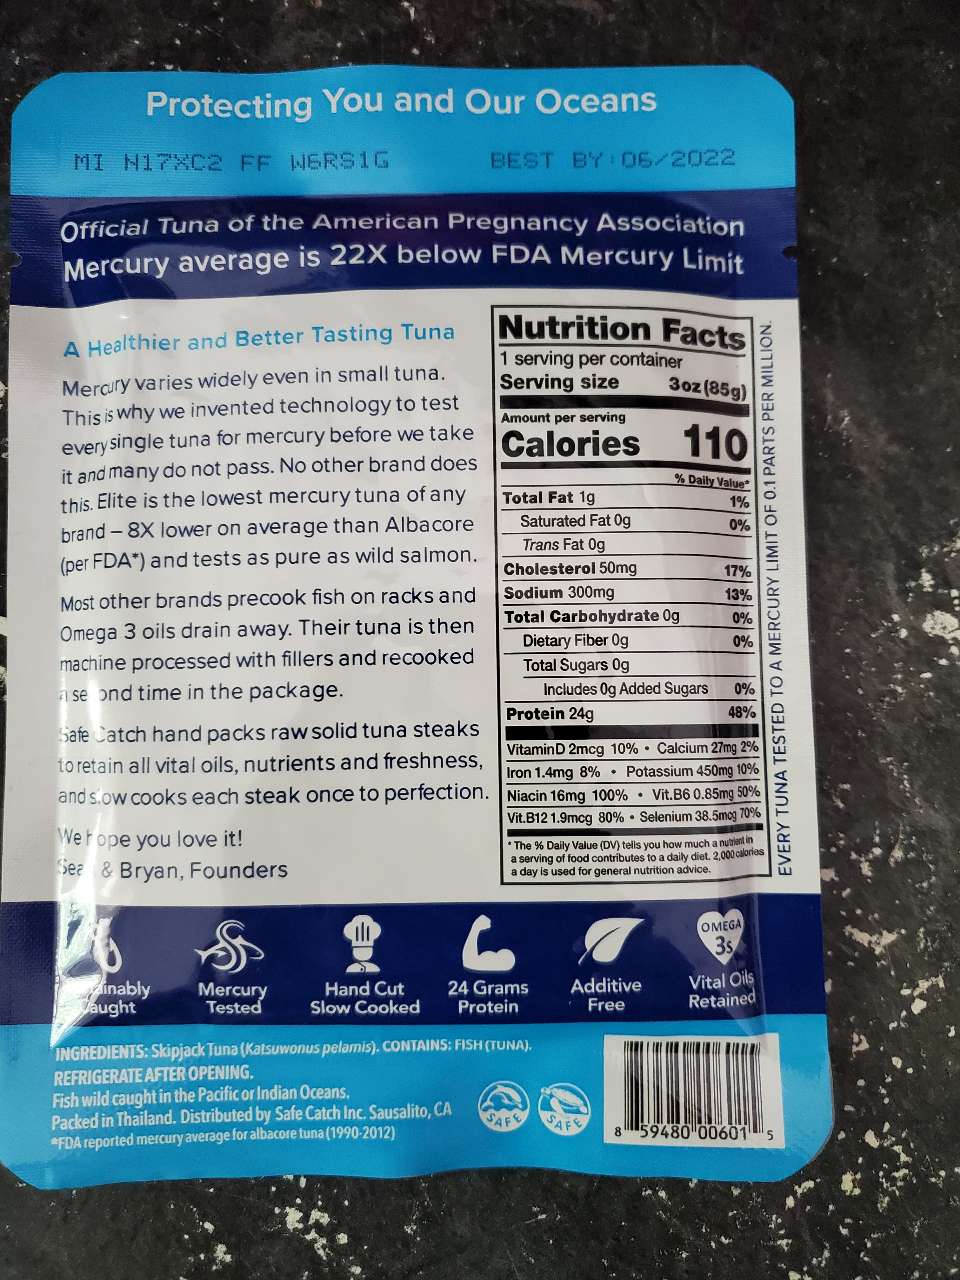 Protecting You and Our Oceans
MI N17XC2 FF W6RS1G BEST BY:06/2022
Official Tuna of the American Pregnancy Association
Mercury average is 22X below FDA Mercury Limit
A Healthier and Better Tasting Tuna
Mercury varies widely even in small tuna.
This is why we invented technology to test
every single tuna for mercury before we take
it and many do not pass. No other brand does
this. Elite is the lowest mercury tuna of any
brand – 8X lower on average than Albacore
(per FDA*) and tests as pure as wild salmon.
Most other brands precook fish on racks and
Omega 3 oils drain away. Their tuna is then
machine processed with fillers and recooked
a second time in the package.
Safe Catch hand packs raw solid tuna steaks
to retain all vital oils, nutrients and freshness,
and slow cooks each steak once to perfection.
We hope you love it!
& Bryan, Founders
Nutrition Facts
1 serving per container
Serving size 3oz (85g)
Amount per serving
Calories 110
% Daily Value*
Total Fat 1g 1%
Saturated Fat 0g 0%
Trans Fat 0g
Cholesterol 50mg 17%
Sodium 300mg 13%
Total Carbohydrate 0g 0%
Dietary Fiber 0g 0%
Total Sugars 0g
Includes 0g Added Sugars 0%
Protein 24g 48%
VitaminD 2mcg 10% • Calcium 27mg 2%
Iron 1.4mg 8% • Potassium 450mg 10%
Niacin 16mg 100% • Vit.B6 0.85mg 50%
Vit.B12 1.9mcg 80% • Selenium 38.5mcg 70%
* The % Daily Value (DV) tells you how much a nutrient in
a serving of food contributes to a daily diet. 2,000 calories
a day is used for general nutrition advice.
EVERY TUNA TESTED TO A MERCURY LIMIT OF 0.1 PARTS PER MILLION.
Mercury
Tested
Hand Cut
Slow Cooked
24 Grams
Protein
Additive
Free
OMEGA
3s
Vital Oils
Retained
INGREDIENTS: Skipjack Tuna (Katsuwonus pelamis). CONTAINS: FISH (TUNA).
REFRIGERATE AFTER OPENING.
Fish wild caught in the Pacific or Indian Oceans.
Packed in Thailand. Distributed by Safe Catch Inc. Sausalito, CA
*FDA reported mercury average for albacore tuna (1990-2012)
SAFE
SAFE
8 59480 00601 5